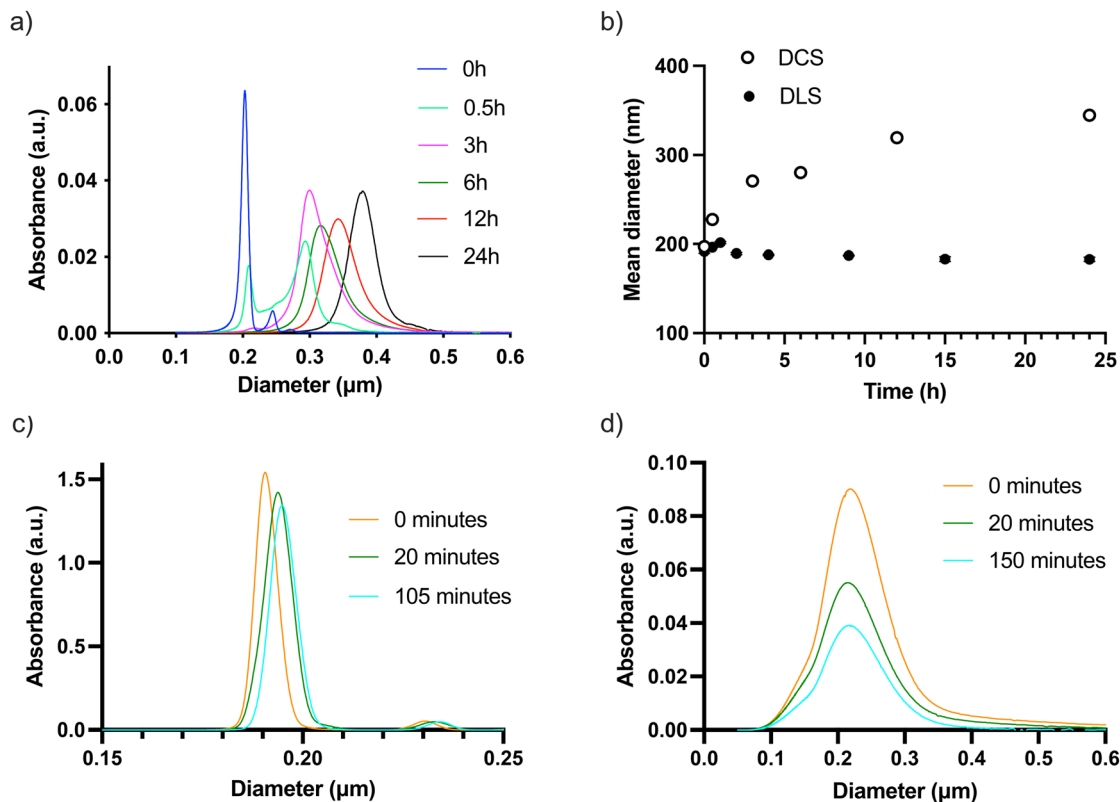 a)
0h
0.5h
3h
6h
12h
24h
Absorbance (a.u.)
0.06
0.04
0.02
0.00
0.0 0.1 0.2 0.3 0.4 0.5 0.6
Diameter (µm)
b)
DCS
DLS
Mean diameter (nm)
400
300
200
100
0 5 10 15 20 25
Time (h)
c)
0 minutes
20 minutes
105 minutes
Absorbance (a.u.)
1.5
1.0
0.5
0.0
0.15 0.20 0.25
Diameter (µm)
d)
0 minutes
20 minutes
150 minutes
Absorbance (a.u.)
0.10
0.08
0.06
0.04
0.02
0.00
0.0 0.1 0.2 0.3 0.4 0.5 0.6
Diameter (µm)